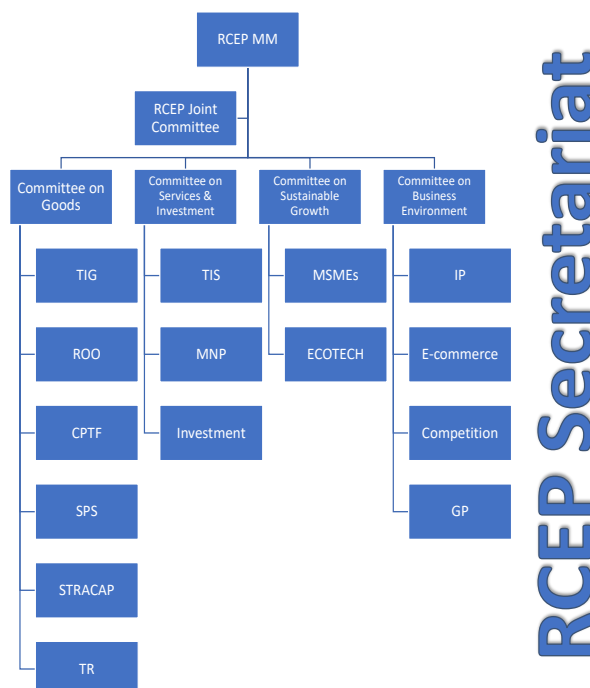 RCEP MM
RCEP Joint
Committee
Committee on
Goods
Committee on
Services &
Investment
Committee on
Sustainable
Growth
Committee on
Business
Environment
TIG
TIS
MSMEs
IP
ROO
MNP
ECOTECH
E-commerce
CPTF
Investment
Competition
SPS
GP
STRACAP
TR
RCEP Secretariat